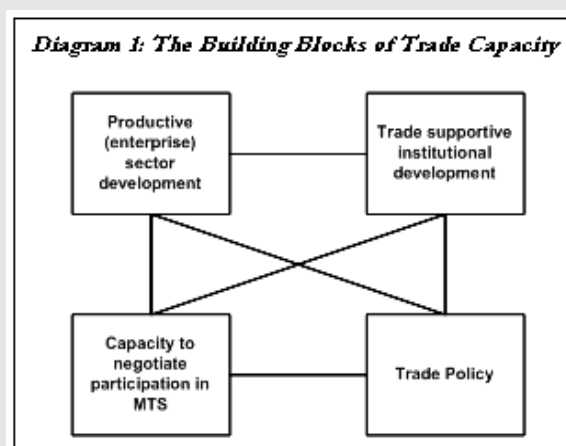 Diagram 1: The Building Blocks of Trade Capacity
Productive
(enterprise)
sector
development
Trade supportive
institutional
development
Capacity to
negotiate
participation in
MTS
Trade Policy